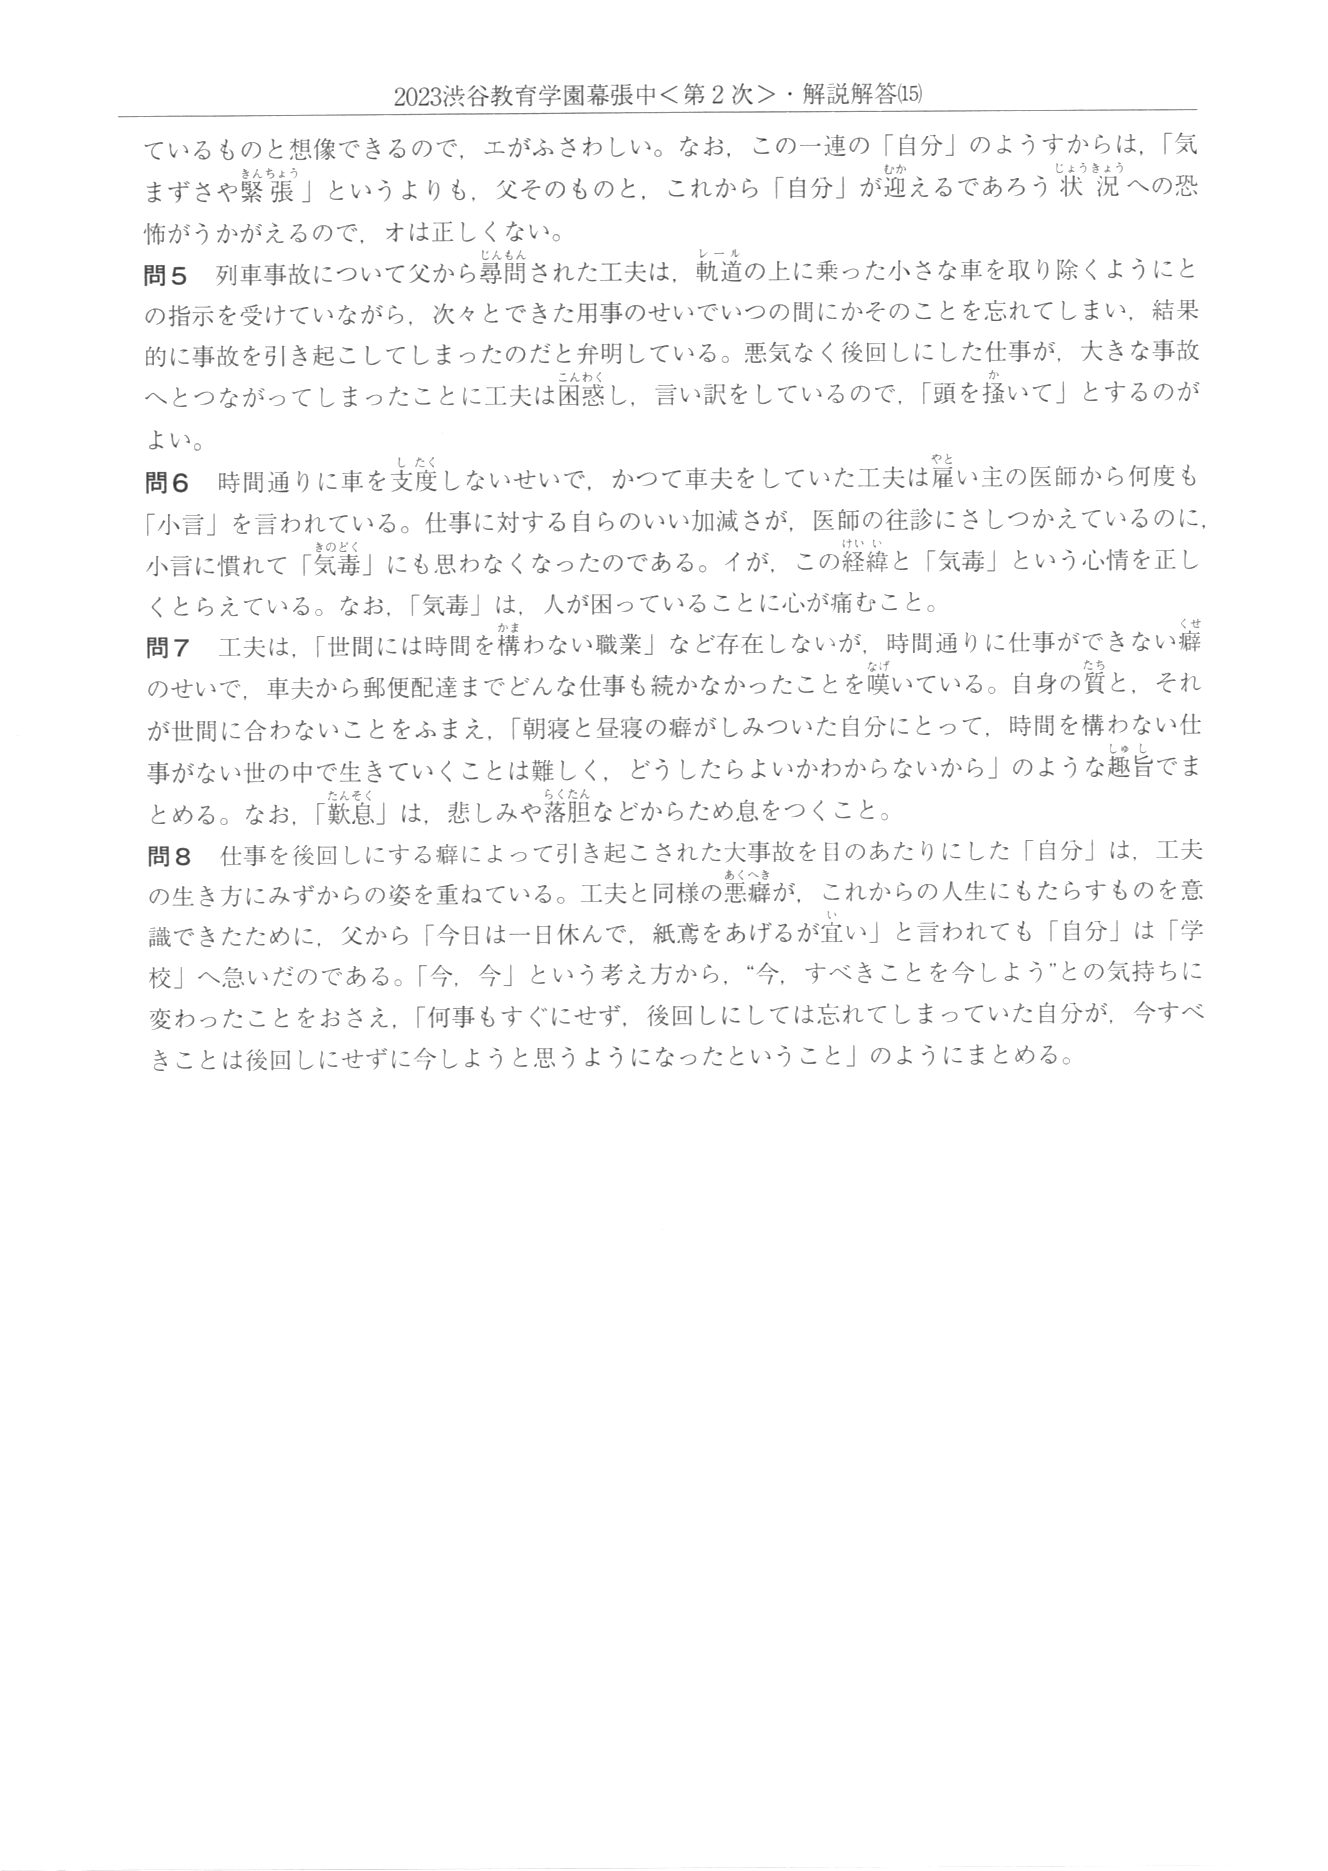 2023渋谷教育学園幕張中＜第２次＞・解説解答⒂
ているものと想像できるので，エがふさわしい。なお，この一連の「自分」のようすからは，「気
まずさや緊張」というよりも，父そのものと，これから「自分」が迎えるであろう状況への恐
怖がうかがえるので，オは正しくない。
問５　列車事故について父から尋問された工夫は，軌道の上に乗った小さな車を取り除くようにと
の指示を受けていながら，次々とできた用事のせいでいつの間にかそのことを忘れてしまい，結果
的に事故を引き起こしてしまったのだと弁明している。悪気なく後回しにした仕事が，大きな事故
へとつながってしまったことに工夫は困惑し，言い訳をしているので，「頭を掻いて」とするのが
よい。
問６　時間通りに車を支度しないせいで，かつて車夫をしていた工夫は雇い主の医師から何度も
「小言」を言われている。仕事に対する自らのいい加減さが，医師の往診にさしつかえているのに，
小言に慣れて「気毒」にも思わなくなったのである。イが，この経緯と「気毒」という心情を正し
くとらえている。なお，「気毒」は，人が困っていることに心が痛むこと。
問７　工夫は，「世間には時間を構わない職業」など存在しないが，時間通りに仕事ができない癖
のせいで，車夫から郵便配達までどんな仕事も続かなかったことを嘆いている。自身の質と，それ
が世間に合わないことをふまえ，「朝寝と昼寝の癖がしみついた自分にとって，時間を構わない仕
事がない世の中で生きていくことは難しく，どうしたらよいかわからないから」のような趣旨でま
とめる。なお，「歎息」は，悲しみや落胆などからため息をつくこと。
問８　仕事を後回しにする癖によって引き起こされた大事故を目のあたりにした「自分」は，工夫
の生き方にみずからの姿を重ねている。工夫と同様の悪癖が，これからの人生にもたらすものを意
識できたために，父から「今日は一日休んで，紙鳶をあげるが宜い」と言われても「自分」は「学
校」へ急いだのである。「今，今」という考え方から，“今，すべきことを今しよう”との気持ちに
変わったことをおさえ，「何事もすぐにせず，後回しにしては忘れてしまっていた自分が，今すべ
きことは後回しにせずに今しようと思うようになったということ」のようにまとめる。